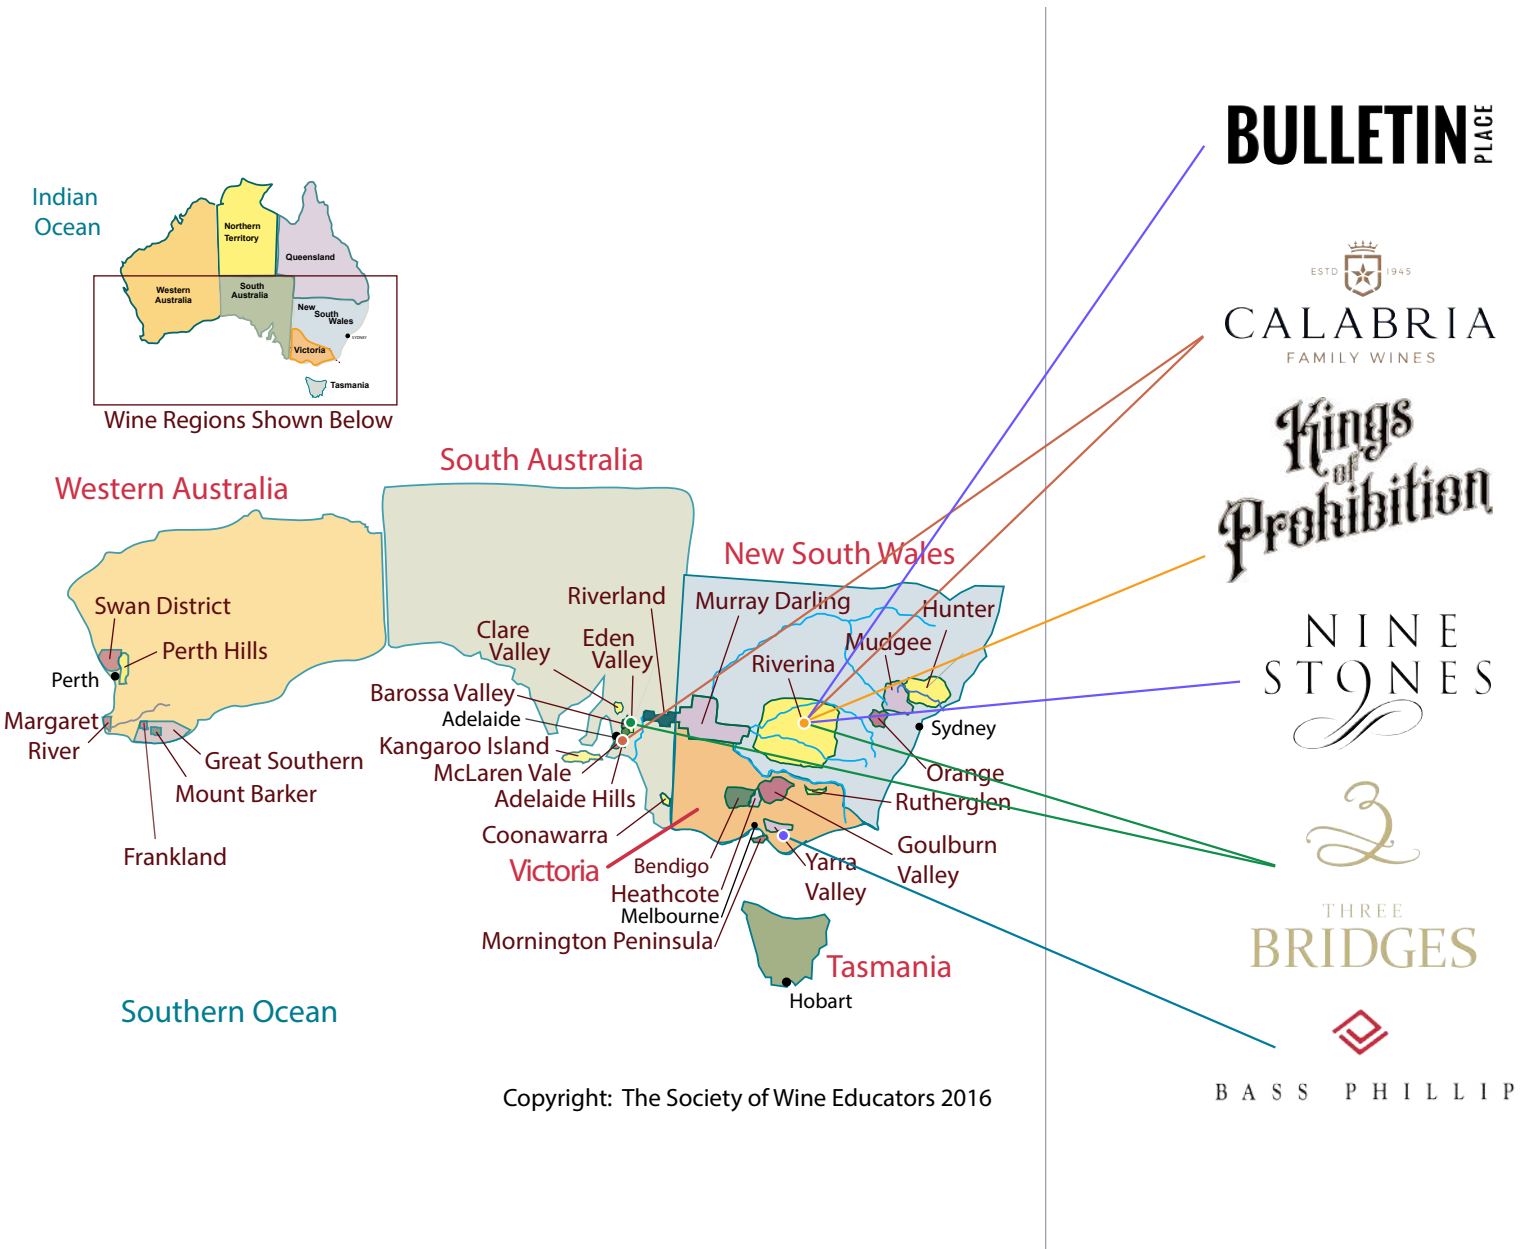 Indian
Ocean
Northern
Territory
Queensland
Western
Australia
South
Australia
New
South
Wales
SYDNEY
Victoria
Tasmania
Wine Regions Shown Below
South Australia
Western Australia
New South Wales
Swan District
Perth Hills
Perth
Margaret
River
Great Southern
Mount Barker
Frankland
Riverland
Clare
Valley
Eden
Valley
Barossa Valley
Adelaide
Kangaroo Island
McLaren Vale
Adelaide Hills
Coonawarra
Victoria
Murray Darling
Hunter
Mudgee
Riverina
Sydney
Orange
Rutherglen
Goulburn
Valley
Yarra
Valley
Bendigo
Heathcote
Melbourne
Mornington Peninsula
Tasmania
Hobart
Southern Ocean
Copyright: The Society of Wine Educators 2016
BULLETIN PLACE
ESTD 1945
CALABRIA
FAMILY WINES
Kings
of
Prohibition
NINE
STONES
3
THREE
BRIDGES
BASS PHILLIP